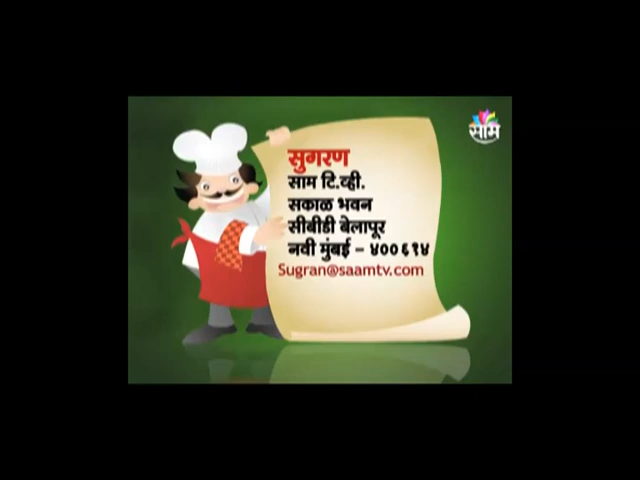 साम
सुगरण
साम टि.व्ही.
सकाळ भवन
सीबीडी बेलापूर
नवी मुंबई - ४००६१४
Sugran@saamtv.com